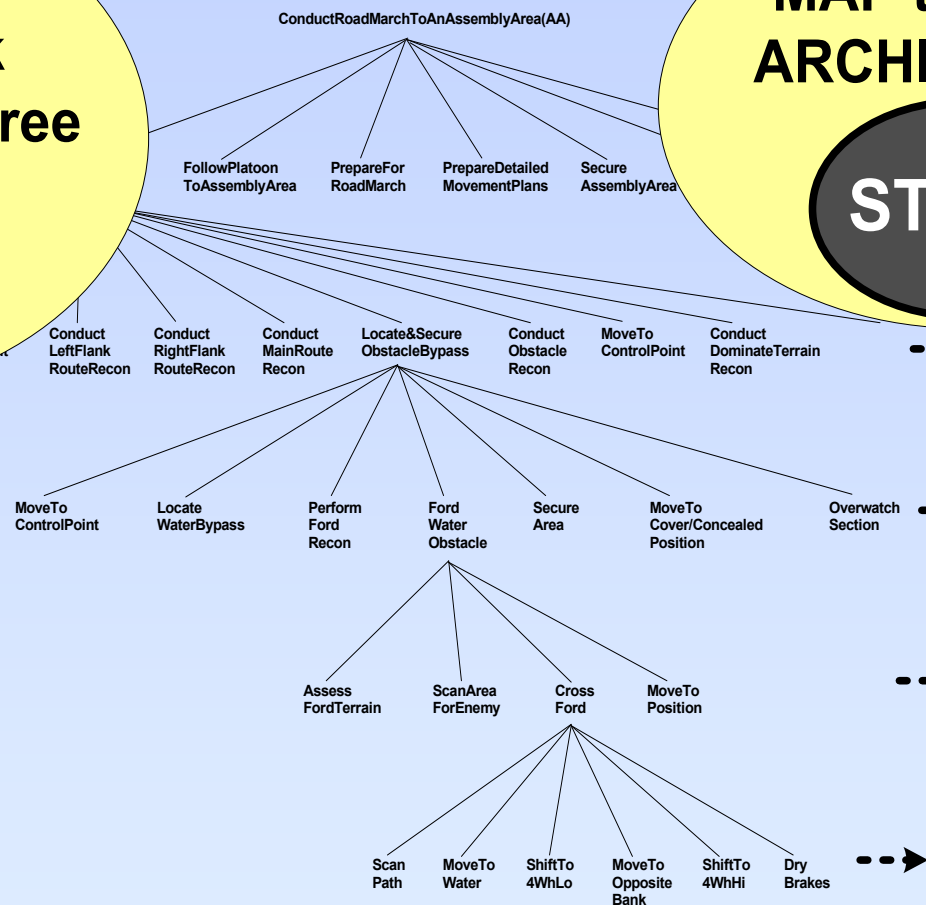 ConductRoadMarchToAnAssemblyArea(AA)
ree
ARCH
ST
FollowPlatoon
ToAssemblyArea
PrepareFor
RoadMarch
PrepareDetailed
MovementPlans
Secure
AssemblyArea
Conduct
LeftFlank
RouteRecon
Conduct
RightFlank
RouteRecon
Conduct
MainRoute
Recon
Locate&Secure
ObstacleBypass
Conduct
Obstacle
Recon
MoveTo
ControlPoint
Conduct
DominateTerrain
Recon
MoveTo
ControlPoint
Locate
WaterBypass
Perform
Ford
Recon
Ford
Water
Obstacle
Secure
Area
MoveTo
Cover/Concealed
Position
Overwatch
Section
Assess
FordTerrain
ScanArea
ForEnemy
Cross
Ford
MoveTo
Position
Scan
Path
MoveTo
Water
ShiftTo
4WhLo
MoveTo
Opposite
Bank
ShiftTo
4WhHi
Dry
Brakes